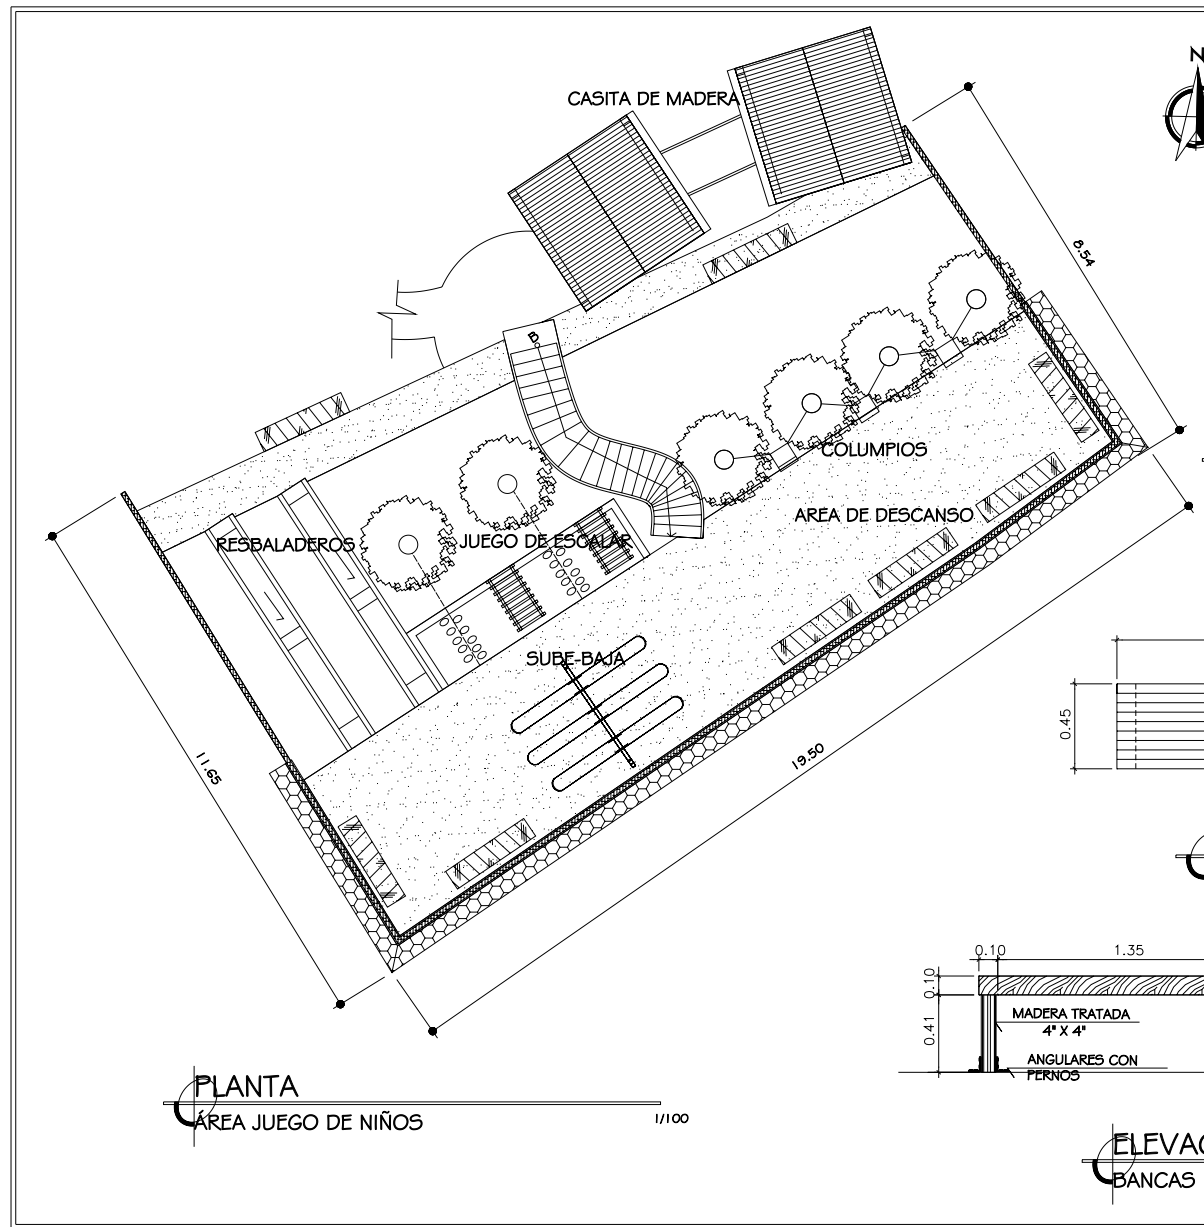 N
CASITA DE MADERA
8.54
B
COLUMPIOS
AREA DE DESCANSO
RESBALADEROS
JUEGO DE ESCALAR
SUBE-BAJA
11.65
19.50
0.45
0.10
1.35
0.10
0.41
MADERA TRATADA
4" X 4"
ANGULARES CON
PERNOS
PLANTA
ÁREA JUEGO DE NIÑOS
1/100
ELEVAC
BANCAS